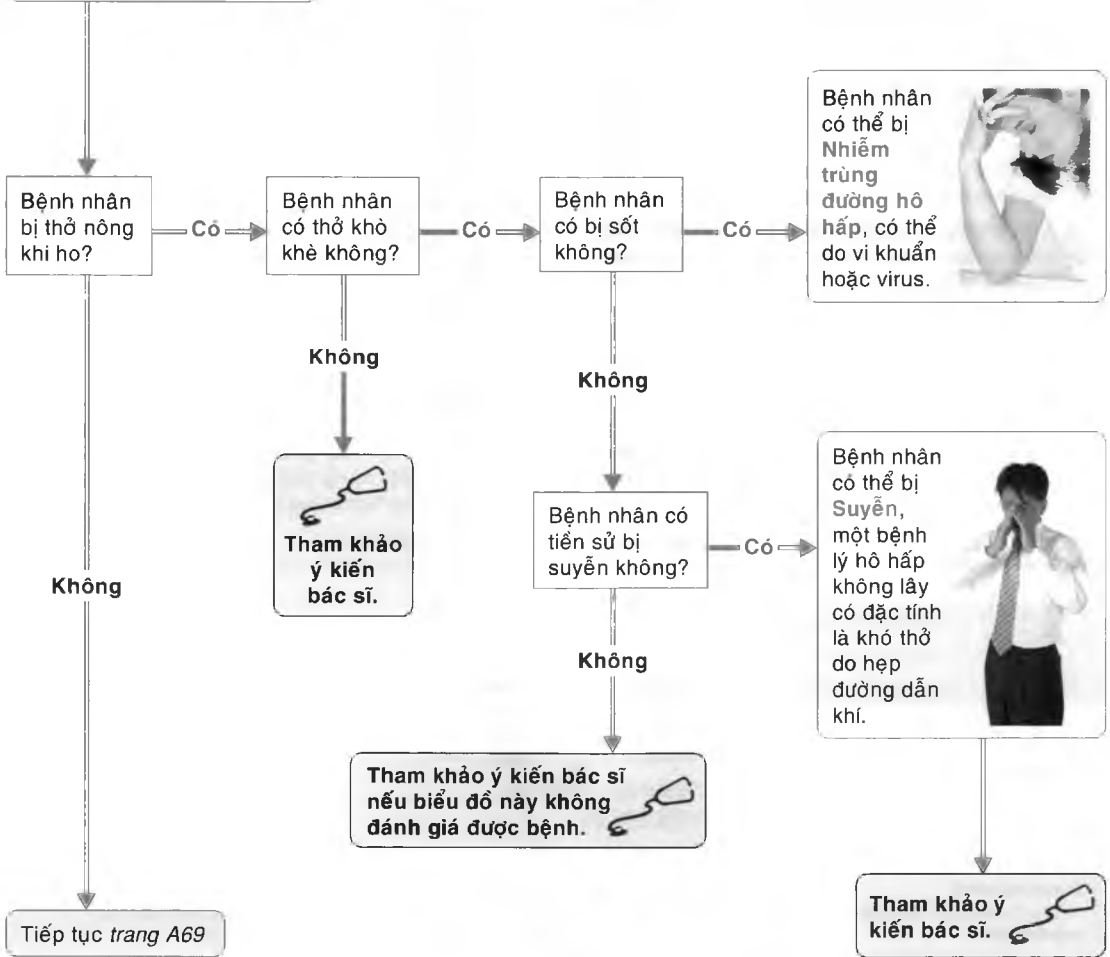 Bệnh nhân
bị thở nông
khi ho?
Có
Bệnh nhân
có thở khò
khè không?
Có
Bệnh nhân
có bị sốt
không?
Có
Bệnh nhân
có thể bị
Nhiễm
trùng
đường hô
hấp, có thể
do vi khuẩn
hoặc virus.
Không
Tham khảo
ý kiến
bác sĩ.
Không
Bệnh nhân có
tiền sử bị
suyễn không?
Có
Bệnh nhân
có thể bị
Suyễn,
một bệnh
lý hô hấp
không lây
có đặc tính
là khó thở
do hẹp
đường dẫn
khí.
Không
Không
Tham khảo ý kiến bác sĩ
nếu biểu đồ này không
đánh giá được bệnh.
Tham khảo ý
kiến bác sĩ.
Tiếp tục trang A69